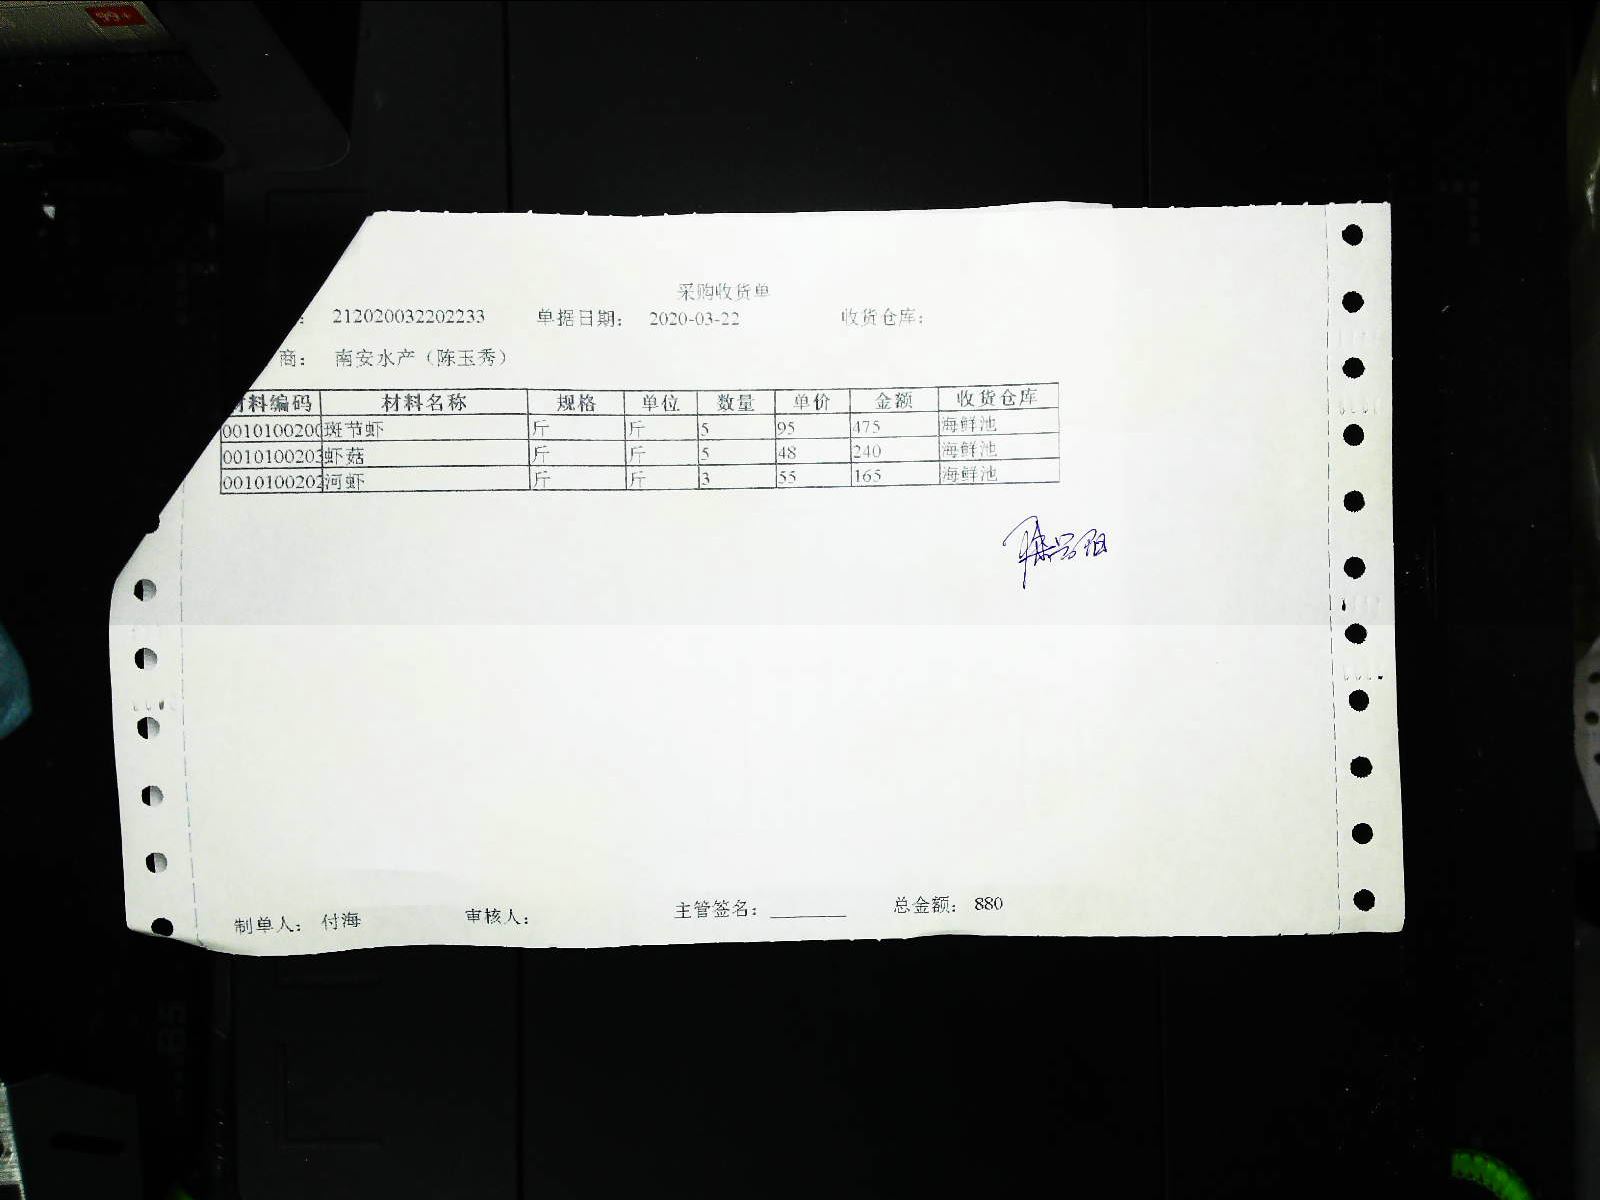 采购收货单
: 212020032202233 单据日期: 2020-03-22 收货仓库:
商: 南安水产（陈玉秀）
材料编码 材料名称 规格 单位 数量 单价 金额 收货仓库
0010100200 斑节虾 斤 斤 5 95 475 海鲜池
0010100203 虾菇 斤 斤 5 48 240 海鲜池
0010100202 河虾 斤 斤 3 55 165 海鲜池
制单人: 付海 审核人: 主管签名: ________ 总金额: 880